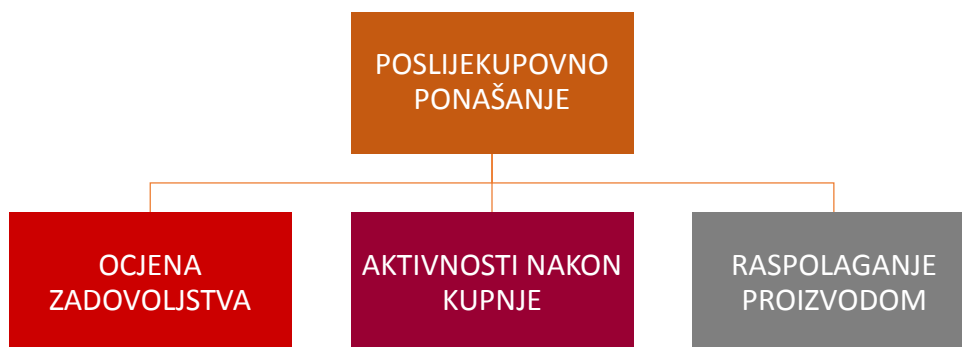 POSLIJEKUPOVNO
PONAŠANJE
OCJENA
ZADOVOLJSTVA
AKTIVNOSTI NAKON
KUPNJE
RASPOLAGANJE
PROIZVODOM